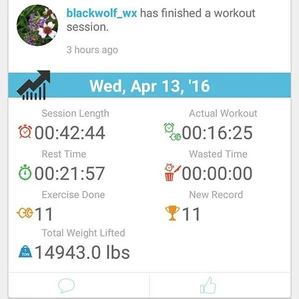 blackwolf_wx has finished a workout
session.
3 hours ago
Wed, Apr 13, '16
Session Length
Actual Workout
00:42:44
00:16:25
Rest Time
Wasted Time
00:21:57
00:00:00
Exercise Done
New Record
11
11
Total Weight Lifted
14943.0 lbs